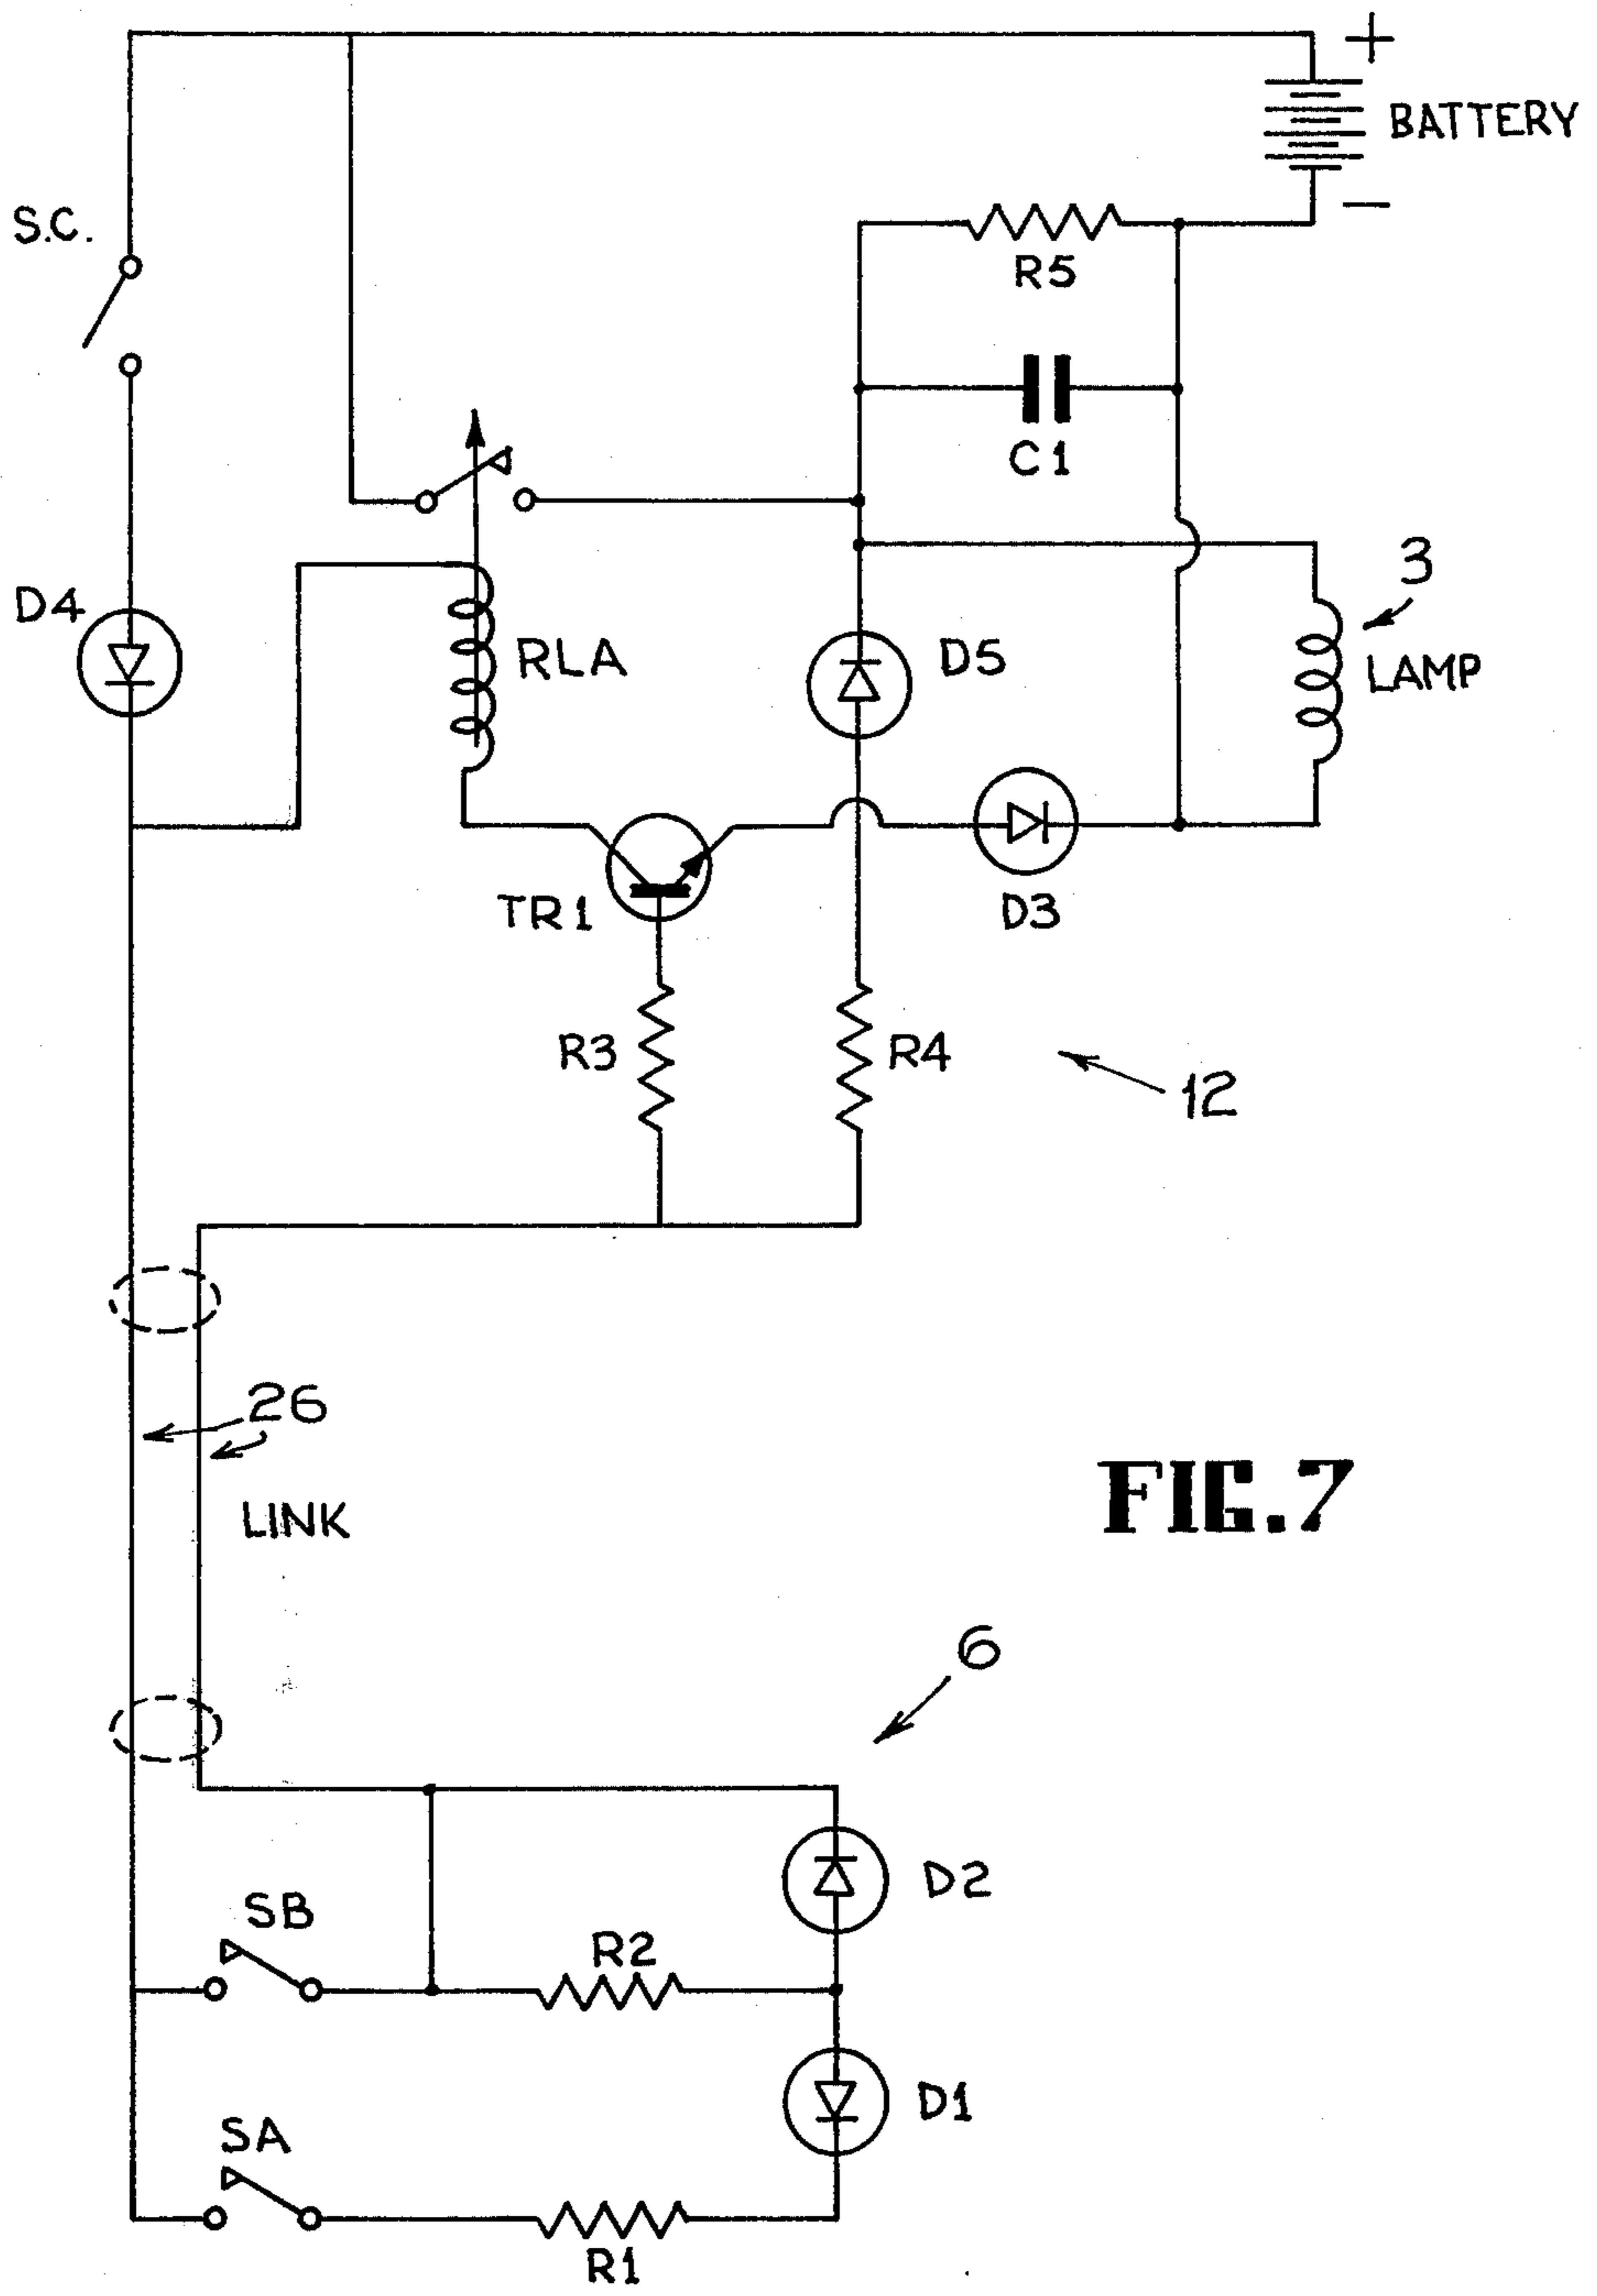 +
BATTERY
−
S.C.
R5
C1
3
D4
RLA
D5
LAMP
TR1
D3
R3
R4
12
26
LINK
FIG.7
6
SB
R2
D2
SA
D1
R1